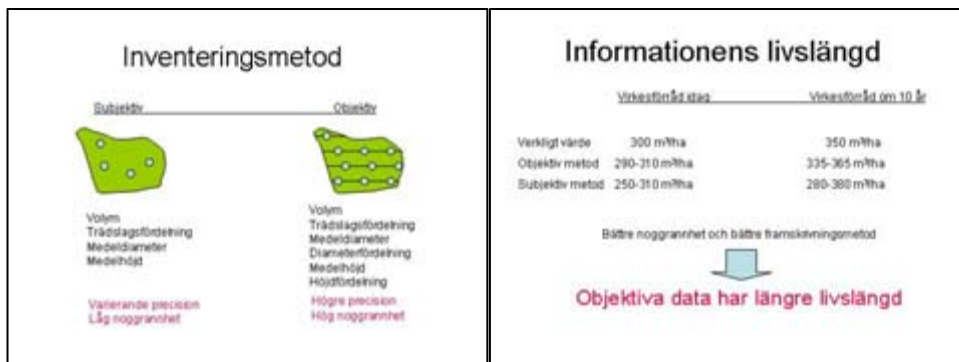 Inventeringsmetod
Subjektiv Objektiv
Volym
Trädslagsfördelning
Medeldiameter
Medelhöjd
Varierande precision
Låg noggrannhet
Volym
Trädslagsfördelning
Medeldiameter
Diameterfördelning
Medelhöjd
Höjdfördelning
Högre precision
Hög noggrannhet
Informationens livslängd
Virkesförråd idag Virkesförråd om 10 år
Verkligt värde 300 m³/ha 350 m³/ha
Objektiv metod 290-310 m³/ha 335-365 m³/ha
Subjektiv metod 250-310 m³/ha 280-380 m³/ha
Bättre noggrannhet och bättre framskrivningsmetod
Objektiva data har längre livslängd